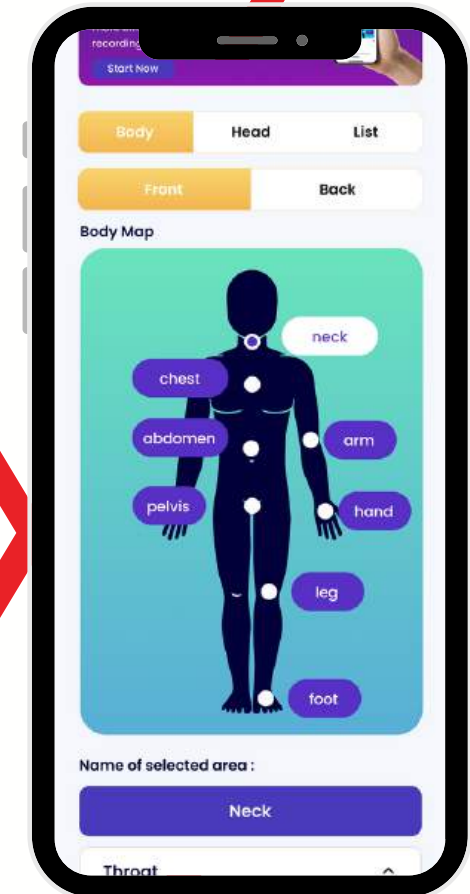 recording
Start Now
Body Head List
Front Back
Body Map
neck
chest
abdomen arm
pelvis hand
leg
foot
Name of selected area :
Neck
Throat